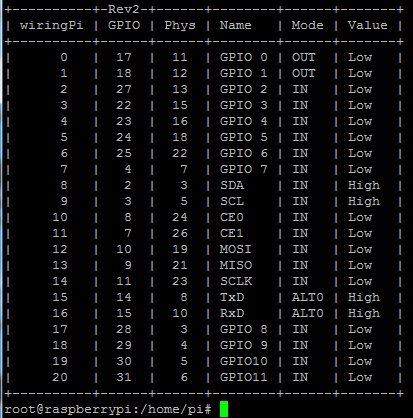 +----------+-Rev2-+------+--------+------+-------+
| wiringPi | GPIO | Phys | Name   | Mode | Value |
+----------+------+------+--------+------+-------+
|      0   |  17  |  11  | GPIO 0 | OUT  | Low   |
|      1   |  18  |  12  | GPIO 1 | OUT  | Low   |
|      2   |  27  |  13  | GPIO 2 | IN   | Low   |
|      3   |  22  |  15  | GPIO 3 | IN   | Low   |
|      4   |  23  |  16  | GPIO 4 | IN   | Low   |
|      5   |  24  |  18  | GPIO 5 | IN   | Low   |
|      6   |  25  |  22  | GPIO 6 | IN   | Low   |
|      7   |   4  |   7  | GPIO 7 | IN   | Low   |
|      8   |   2  |   3  | SDA    | IN   | High  |
|      9   |   3  |   5  | SCL    | IN   | High  |
|     10   |   8  |  24  | CE0    | IN   | Low   |
|     11   |   7  |  26  | CE1    | IN   | Low   |
|     12   |  10  |  19  | MOSI   | IN   | Low   |
|     13   |   9  |  21  | MISO   | IN   | Low   |
|     14   |  11  |  23  | SCLK   | IN   | Low   |
|     15   |  14  |   8  | TxD    | ALT0 | High  |
|     16   |  15  |  10  | RxD    | ALT0 | High  |
|     17   |  28  |   3  | GPIO 8 | IN   | Low   |
|     18   |  29  |   4  | GPIO 9 | IN   | Low   |
|     19   |  30  |   5  | GPIO10 | IN   | Low   |
|     20   |  31  |   6  | GPIO11 | IN   | Low   |
+----------+------+------+--------+------+-------+
root@raspberrypi:/home/pi#